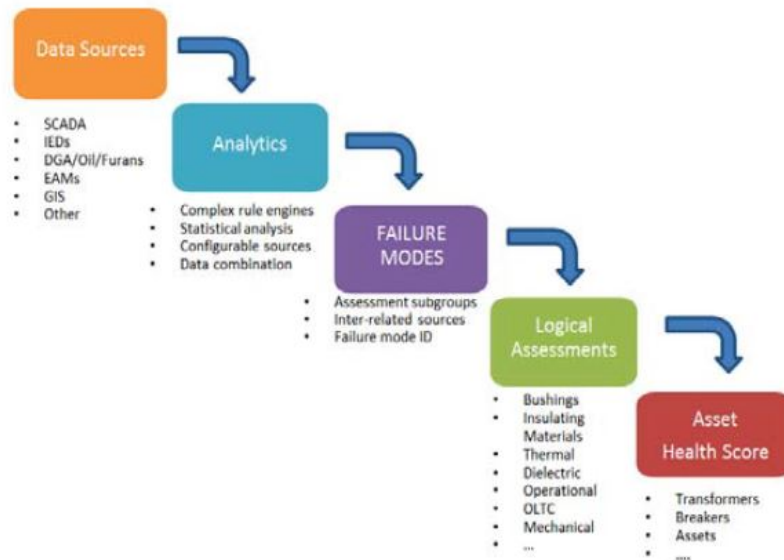 Data Sources
• SCADA
• IEDs
• DGA/Oil/Furans
• EAMs
• GIS
• Other
Analytics
• Complex rule engines
• Statistical analysis
• Configurable sources
• Data combination
FAILURE
MODES
• Assessment subgroups
• Inter-related sources
• Failure mode ID
Logical
Assessments
• Bushings
• Insulating
Materials
• Thermal
• Dielectric
• Operational
• OLTC
• Mechanical
• ...
Asset
Health Score
• Transformers
• Breakers
• Assets
• ....